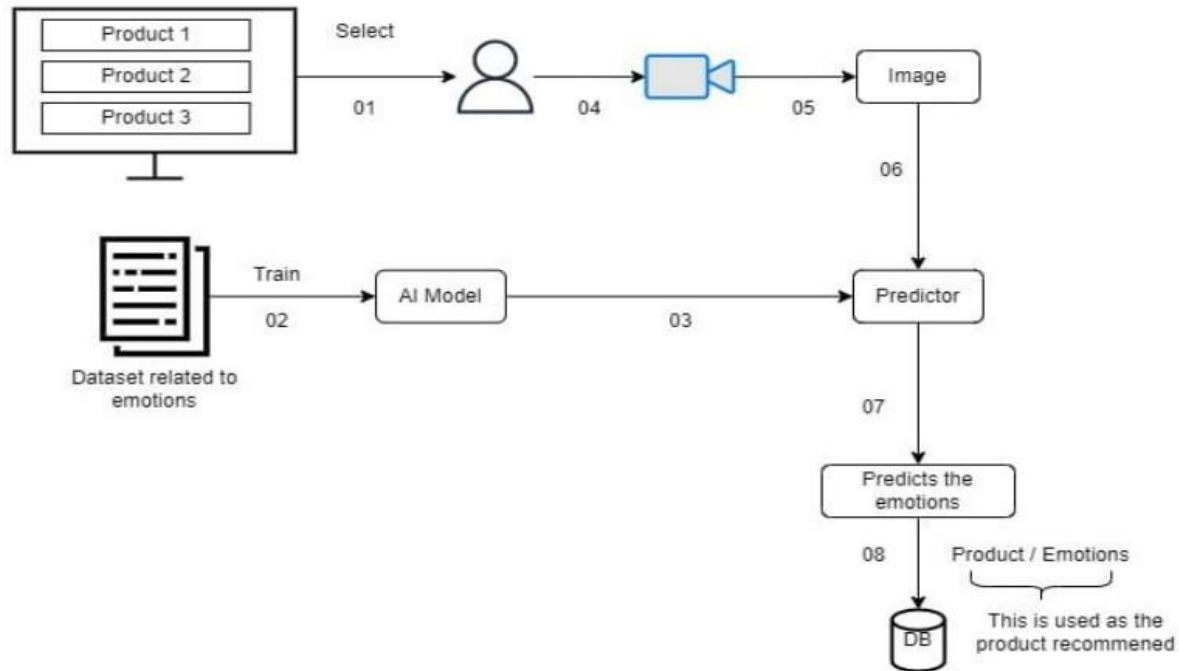 Product 1
Product 2
Product 3
Select
01
04
05
Image
06
Train
02
AI Model
03
Predictor
Dataset related to
emotions
07
Predicts the
emotions
08
Product / Emotions
DB
This is used as the
product recommened